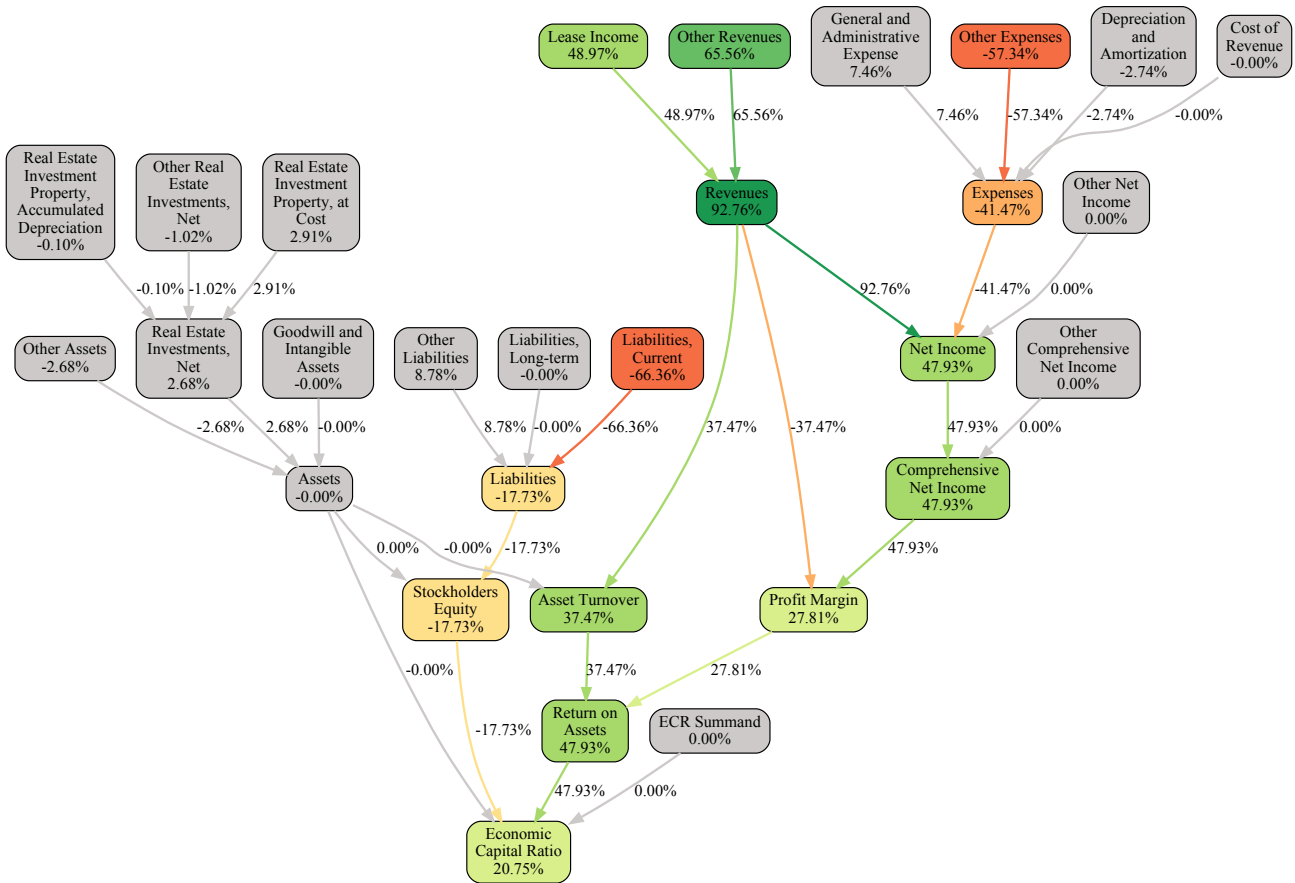 Lease Income
48.97%
Other Revenues
65.56%
General and
Administrative
Expense
7.46%
Other Expenses
-57.34%
Depreciation
and
Amortization
-2.74%
Cost of
Revenue
-0.00%
48.97%
65.56%
7.46%
-57.34%
-2.74%
-0.00%
Real Estate
Investment
Property,
Accumulated
Depreciation
-0.10%
Other Real
Estate
Investments,
Net
-1.02%
Real Estate
Investment
Property, at
Cost
2.91%
Revenues
92.76%
Expenses
-41.47%
Other Net
Income
0.00%
-0.10%
-1.02%
2.91%
92.76%
-41.47%
0.00%
Other Assets
-2.68%
Real Estate
Investments,
Net
2.68%
Goodwill and
Intangible
Assets
-0.00%
Other
Liabilities
8.78%
Liabilities,
Long-term
-0.00%
Liabilities,
Current
-66.36%
Net Income
47.93%
Other
Comprehensive
Net Income
0.00%
-2.68%
2.68%
-0.00%
8.78%
-0.00%
-66.36%
37.47%
-37.47%
47.93%
0.00%
Assets
-0.00%
Liabilities
-17.73%
Comprehensive
Net Income
47.93%
0.00%
-0.00%
-17.73%
47.93%
Stockholders
Equity
-17.73%
Asset Turnover
37.47%
Profit Margin
27.81%
-0.00%
37.47%
27.81%
Return on
Assets
47.93%
ECR Summand
0.00%
-17.73%
47.93%
0.00%
Economic
Capital Ratio
20.75%